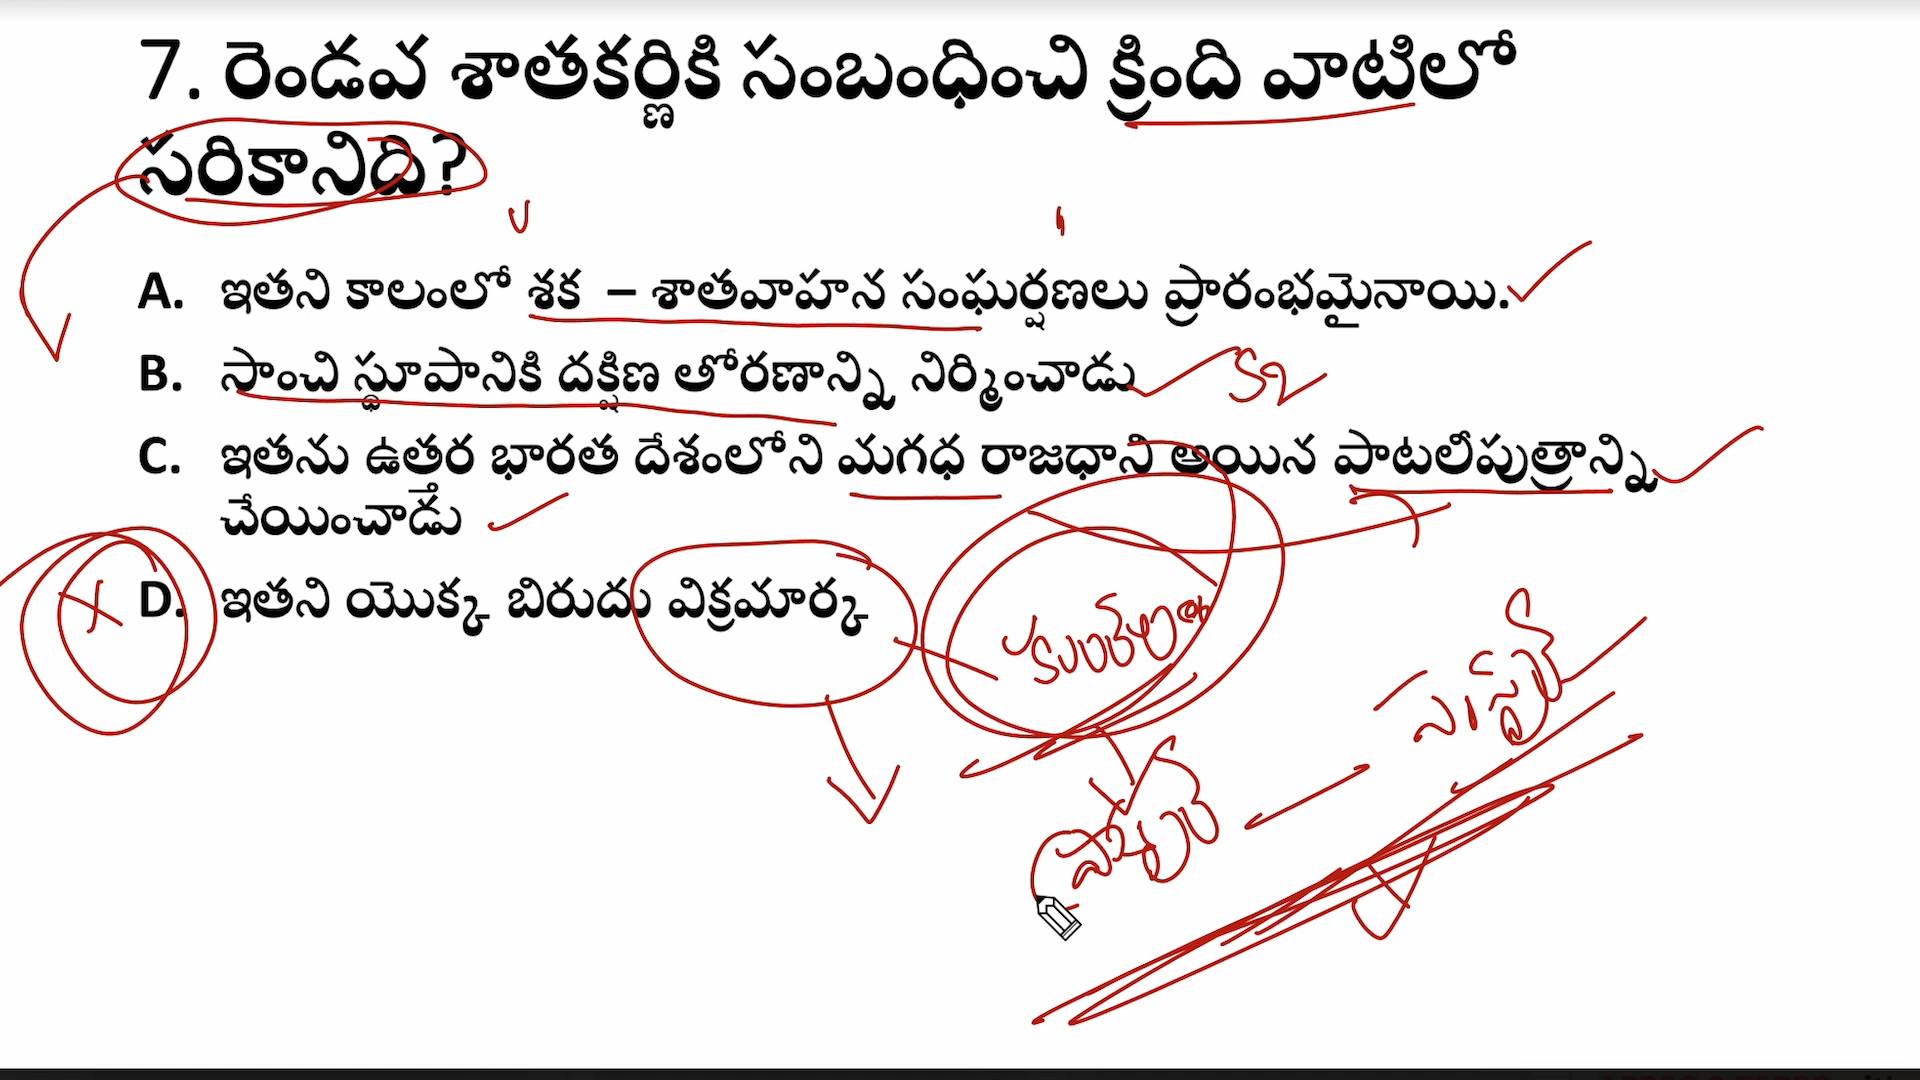 7. రెండవ శాతకర్ణికి సంబంధించి క్రింది వాటిలో
సరికానిది?
A. ఇతని కాలంలో శక – శాతవాహన సంఘర్షణలు ప్రారంభమైనాయి.
B. సాంచి స్థూపానికి దక్షిణ తోరణాన్ని నిర్మించాడు
C. ఇతను ఉత్తర భారత దేశంలోని మగధ రాజధాని అయిన పాటలీపుత్రాన్ని
చేయించాడు
D. ఇతని యొక్క బిరుదు విక్రమార్క